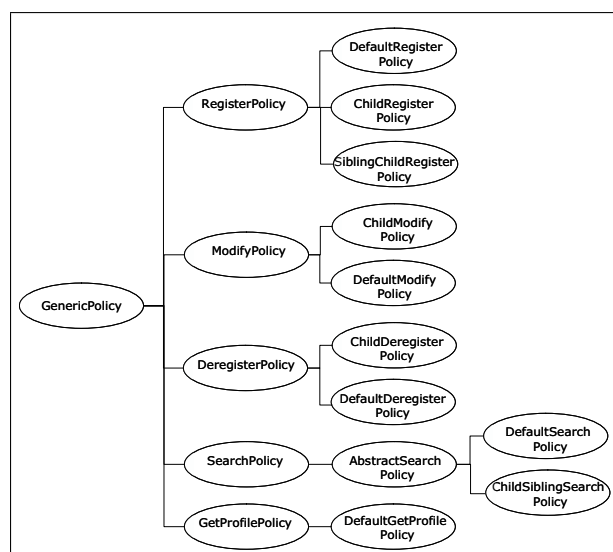 DefaultRegister
Policy
RegisterPolicy
ChildRegister
Policy
SiblingChildRegister
Policy
ChildModify
Policy
ModifyPolicy
DefaultModify
Policy
GenericPolicy
ChildDeregister
Policy
DeregisterPolicy
DefaultDeregister
Policy
DefaultSearch
Policy
SearchPolicy
AbstractSearch
Policy
ChildSiblingSearch
Policy
GetProfilePolicy
DefaultGetProfile
Policy